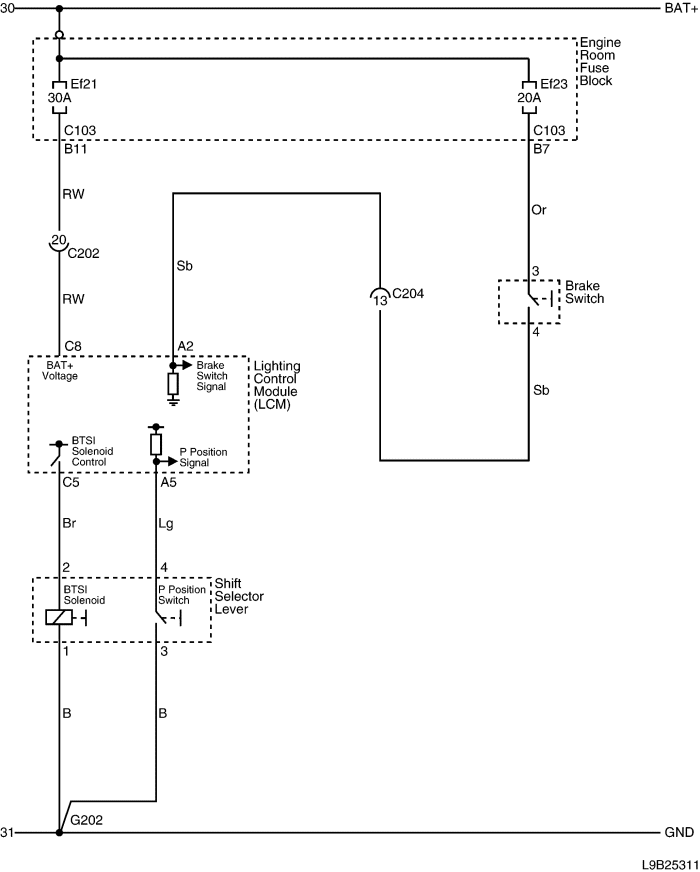 30
BAT+
Engine
Room
Fuse
Block
Ef21
30A
Ef23
20A
C103
C103
B11
B7
RW
Or
20
C202
Sb
3
RW
13
C204
Brake
Switch
4
C8
A2
BAT+
Voltage
Brake
Switch
Signal
Lighting
Control
Module
(LCM)
Sb
BTSI
Solenoid
Control
P Position
Signal
C5
A5
Br
Lg
2
4
BTSI
Solenoid
P Position
Switch
Shift
Selector
Lever
1
3
B
B
G202
31
GND
L9B25311